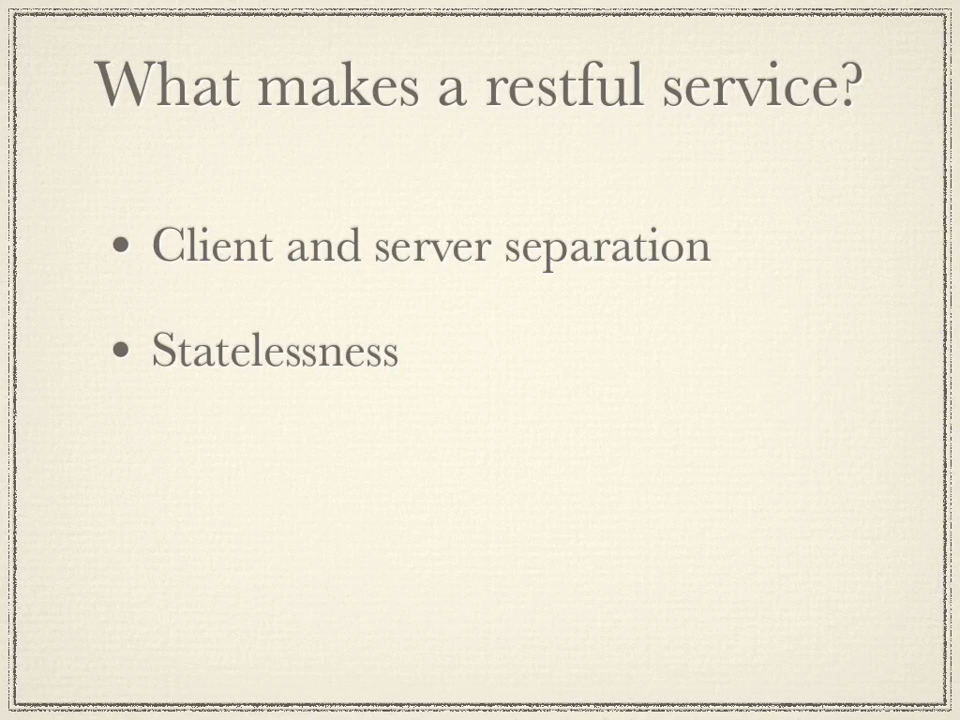 What makes a restful service?
• Client and server separation
• Statelessness